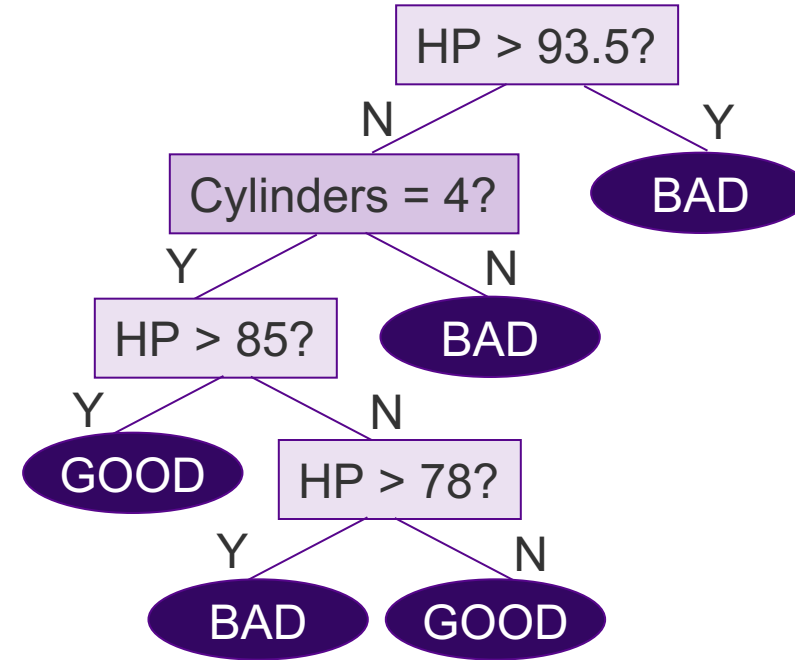 HP > 93.5?
N
Y
Cylinders = 4?
BAD
Y
N
HP > 85?
BAD
Y
N
GOOD
HP > 78?
Y
N
BAD
GOOD